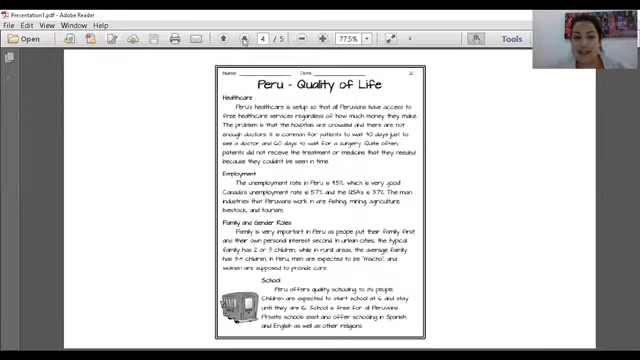 Presentation1.pdf - Adobe Reader
File Edit View Window Help
Open
4 / 5
77.5%
Tools
Name: Date:
Peru - Quality of Life
Healthcare
Peru's healthcare is setup so that all Peruvians have access to
free healthcare services regardless of how much money they make.
The problem is that the hospitals are crowded and there are not
enough doctors. It is common for patients to wait 40 days just to
see a doctor and 60 days to wait for a surgery. Quite often,
patients did not receive the treatment or medicine that they needed
because they couldn't be seen in time.
Employment
The unemployment rate in Peru is 4.5%, which is very good!
Canada's unemployment rate is 5.7% and the USA's is 3.7%. The main
industries that Peruvians work in are fishing, mining, agriculture
livestock, and tourism.
Family and Gender Roles
Family is very important in Peru as people put their family first
and their own personal interest second. In urban cities, the typical
family has 2 or 3 children, while in rural areas, the average family
has 3-4 children. In Peru, men are expected to be "macho", and
women are supposed to provide care.
School
Peru offers quality schooling to its people.
Children are expected to start school at 6 and stay
until they are 16. School is free for all Peruvians.
Private schools exist and offer schooling in Spanish
and English as well as other religions.